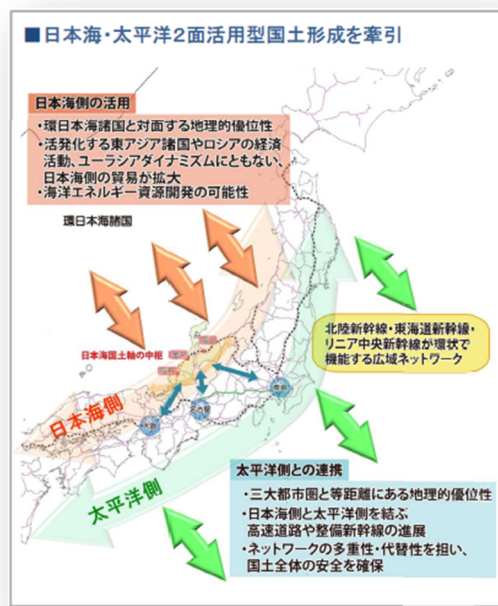 ■日本海・太平洋2面活用型国土形成を牽引
日本海側の活用
・環日本海諸国と対面する地理的優位性
・活発化する東アジア諸国やロシアの経済
活動、ユーラシアダイナミズムにともない、
日本海側の貿易が拡大
・海洋エネルギー資源開発の可能性
環日本海諸国
北陸新幹線・東海道新幹線・
リニア中央新幹線が環状で
機能する広域ネットワーク
日本海国土軸の中枢
東京
名古屋
大阪
日本海側
太平洋側
太平洋側との連携
・三大都市圏と等距離にある地理的優位性
・日本海側と太平洋側を結ぶ
高速道路や整備新幹線の進展
・ネットワークの多重性・代替性を担い、
国土全体の安全を確保